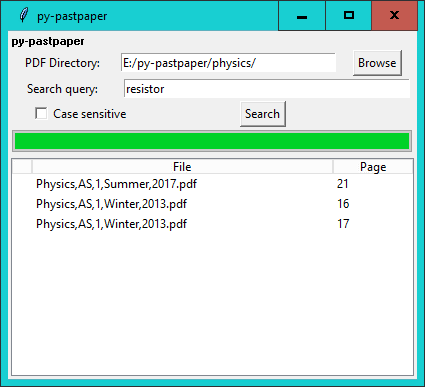 py-pastpaper
py-pastpaper
PDF Directory: E:/py-pastpaper/physics/ Browse
Search query: resistor
Case sensitive Search
File Page
Physics,AS,1,Summer,2017.pdf 21
Physics,AS,1,Winter,2013.pdf 16
Physics,AS,1,Winter,2013.pdf 17